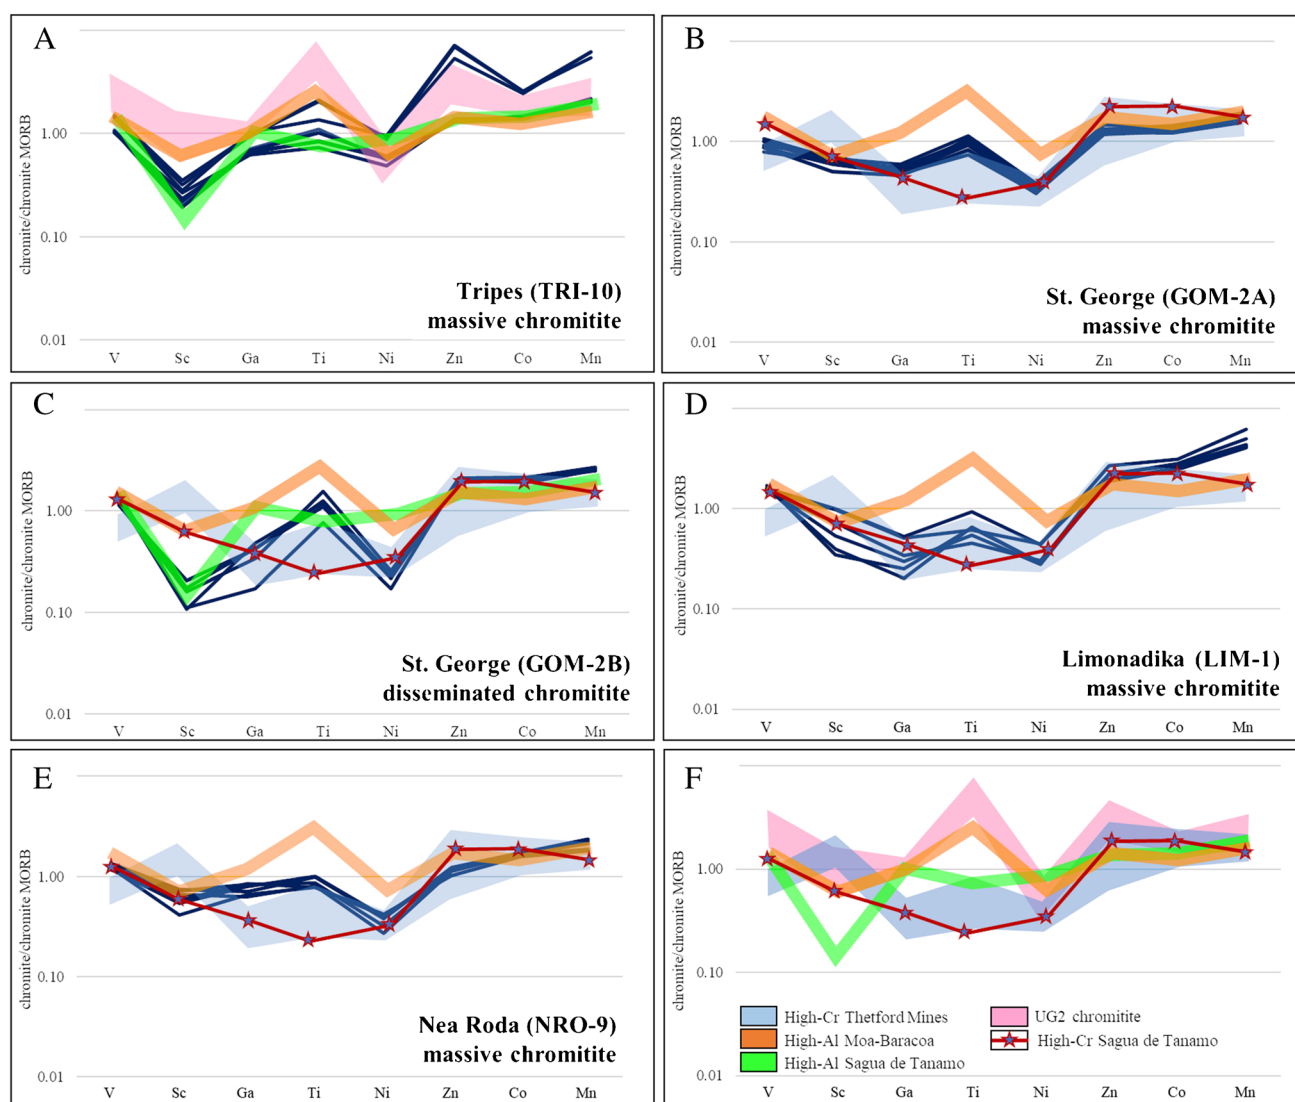 A
chromite/chromite MORB
1.00
0.10
0.01
Tripes (TRI-10)
massive chromitite
V Sc Ga Ti Ni Zn Co Mn
B
chromite/chromite MORB
1.00
0.10
0.01
St. George (GOM-2A)
massive chromitite
V Sc Ga Ti Ni Zn Co Mn
C
chromite/chromite MORB
1.00
0.10
0.01
St. George (GOM-2B)
disseminated chromitite
V Sc Ga Ti Ni Zn Co Mn
D
chromite/chromite MORB
1.00
0.10
0.01
Limonadika (LIM-1)
massive chromitite
V Sc Ga Ti Ni Zn Co Mn
E
chromite/chromite MORB
1.00
0.10
0.01
Nea Roda (NRO-9)
massive chromitite
V Sc Ga Ti Ni Zn Co Mn
F
chromite/chromite MORB
1.00
0.10
0.01
High-Cr Thetford Mines
High-Al Moa-Baracoa
High-Al Sagua de Tanamo
UG2 chromitite
High-Cr Sagua de Tanamo
V Sc Ga Ti Ni Zn Co Mn